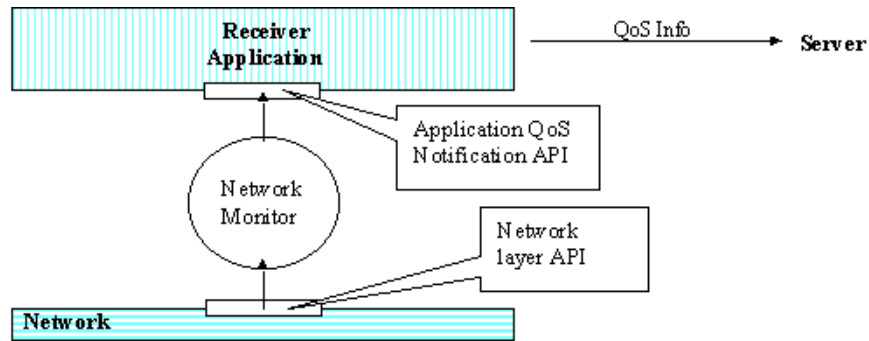 Receiver
Application
QoS Info
Server
Application QoS
Notification API
Network
Monitor
Network
layer API
Network